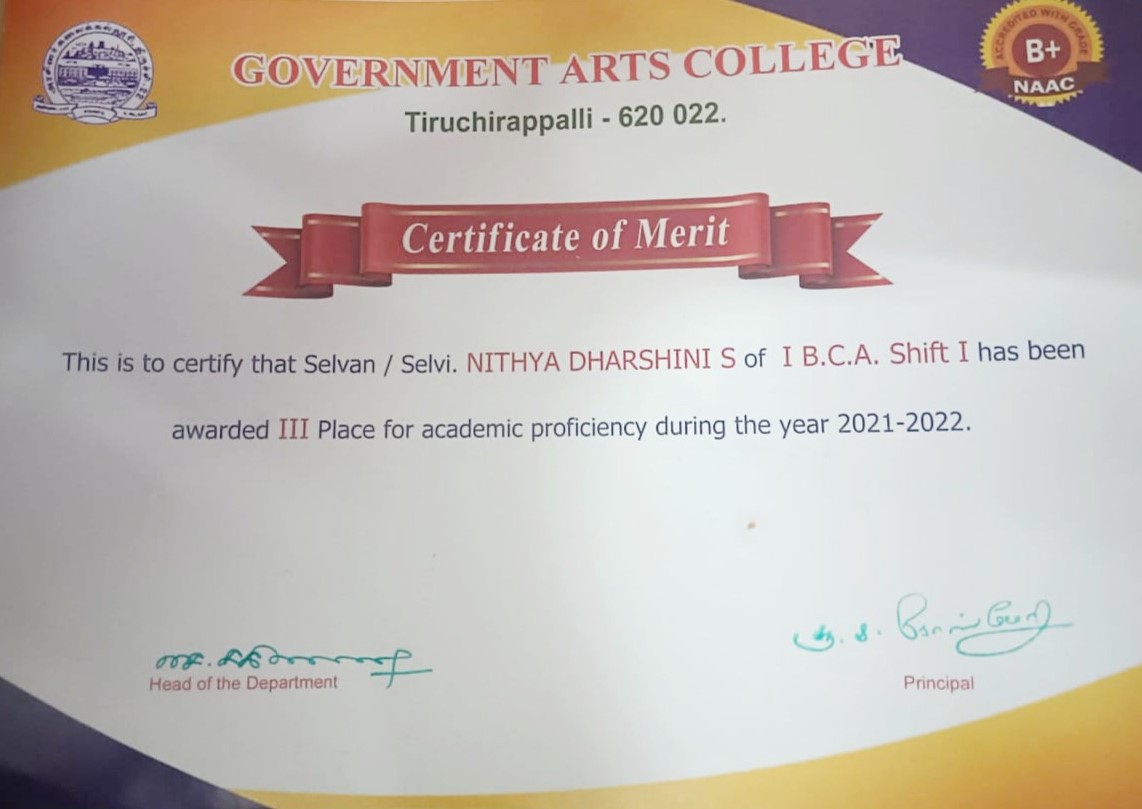 GOVERNMENT ARTS COLLEGE
Tiruchirappalli - 620 022.
ACCREDITED WITH GRADE
B+
NAAC
Certificate of Merit
This is to certify that Selvan / Selvi. NITHYA DHARSHINI S of I B.C.A. Shift I has been
awarded III Place for academic proficiency during the year 2021-2022.
Head of the Department
Principal